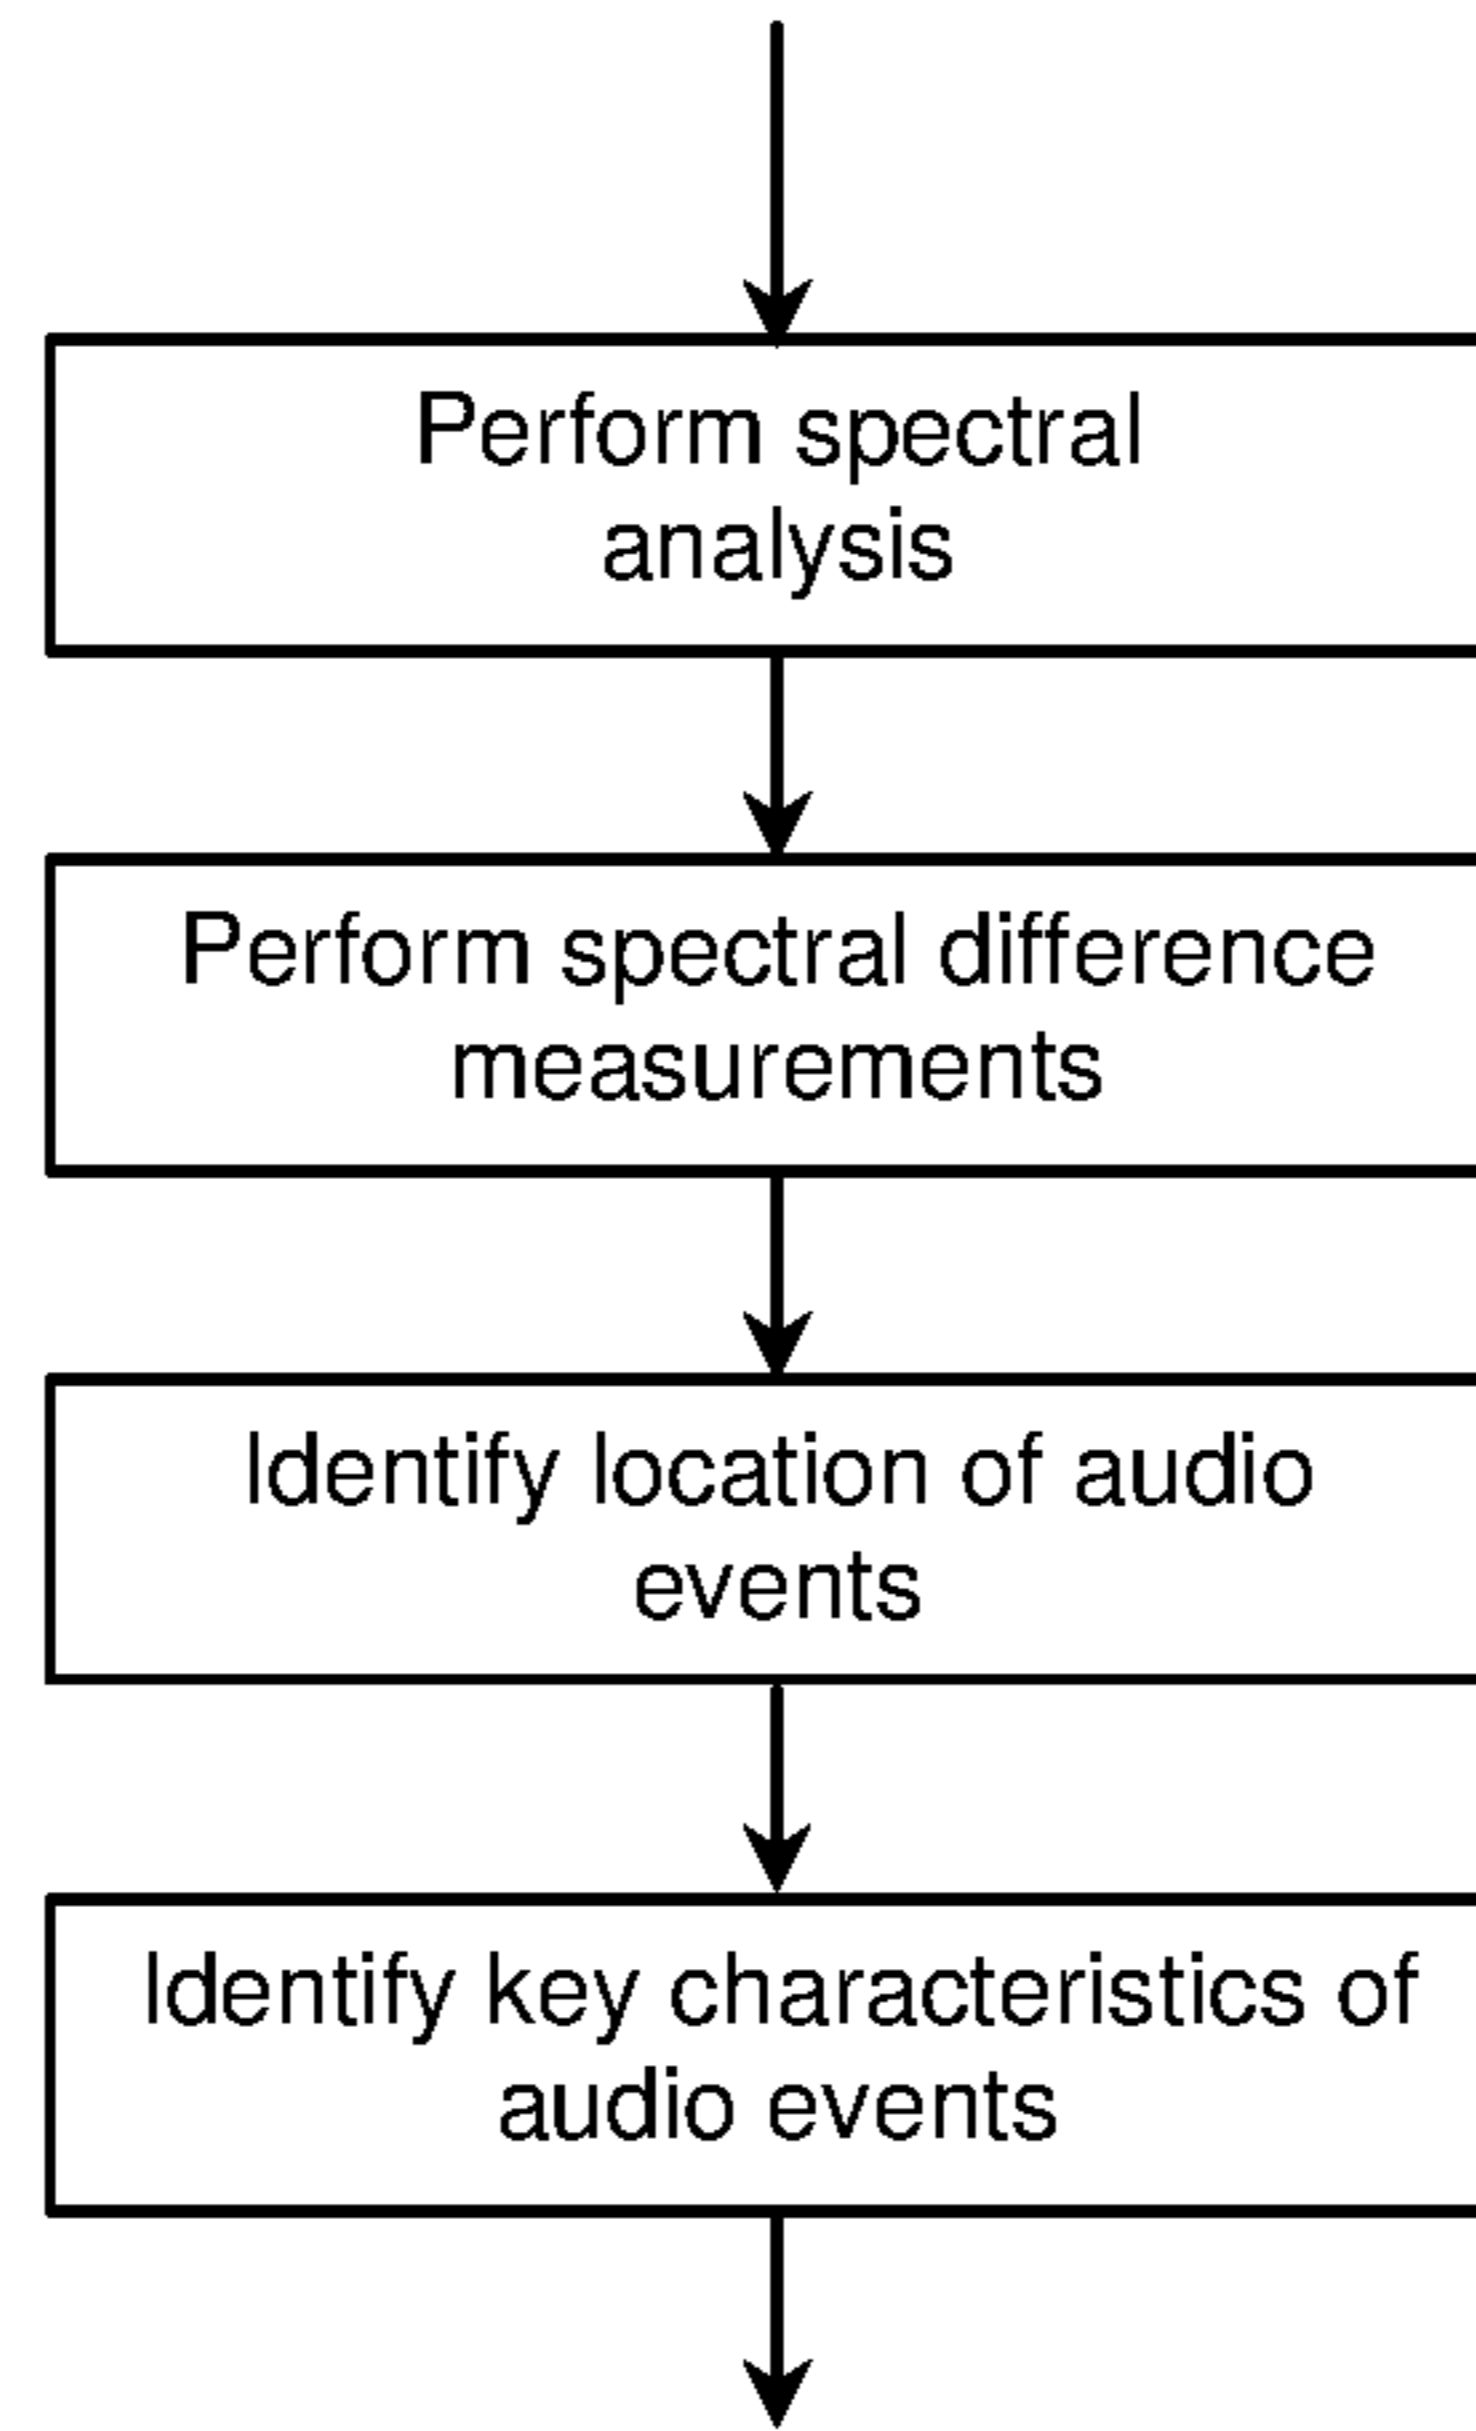 Perform spectral
analysis
Perform spectral difference
measurements
Identify location of audio
events
Identify key characteristics of
audio events